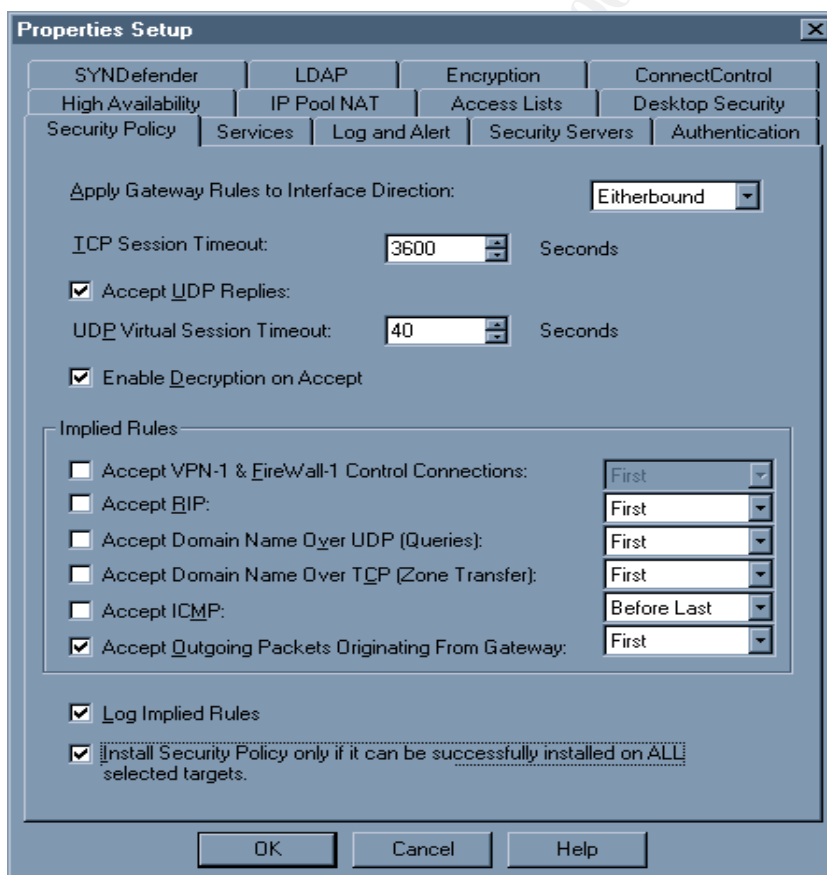 Properties Setup
SYNDefender LDAP Encryption ConnectControl
High Availability IP Pool NAT Access Lists Desktop Security
Security Policy Services Log and Alert Security Servers Authentication
Apply Gateway Rules to Interface Direction: Eitherbound
TCP Session Timeout: 3600 Seconds
Accept UDP Replies:
UDP Virtual Session Timeout: 40 Seconds
Enable Decryption on Accept
Implied Rules
Accept VPN-1 & FireWall-1 Control Connections: First
Accept RIP: First
Accept Domain Name Over UDP (Queries): First
Accept Domain Name Over TCP (Zone Transfer): First
Accept ICMP: Before Last
Accept Outgoing Packets Originating From Gateway: First
Log Implied Rules
Install Security Policy only if it can be successfully installed on ALL
selected targets.
OK Cancel Help